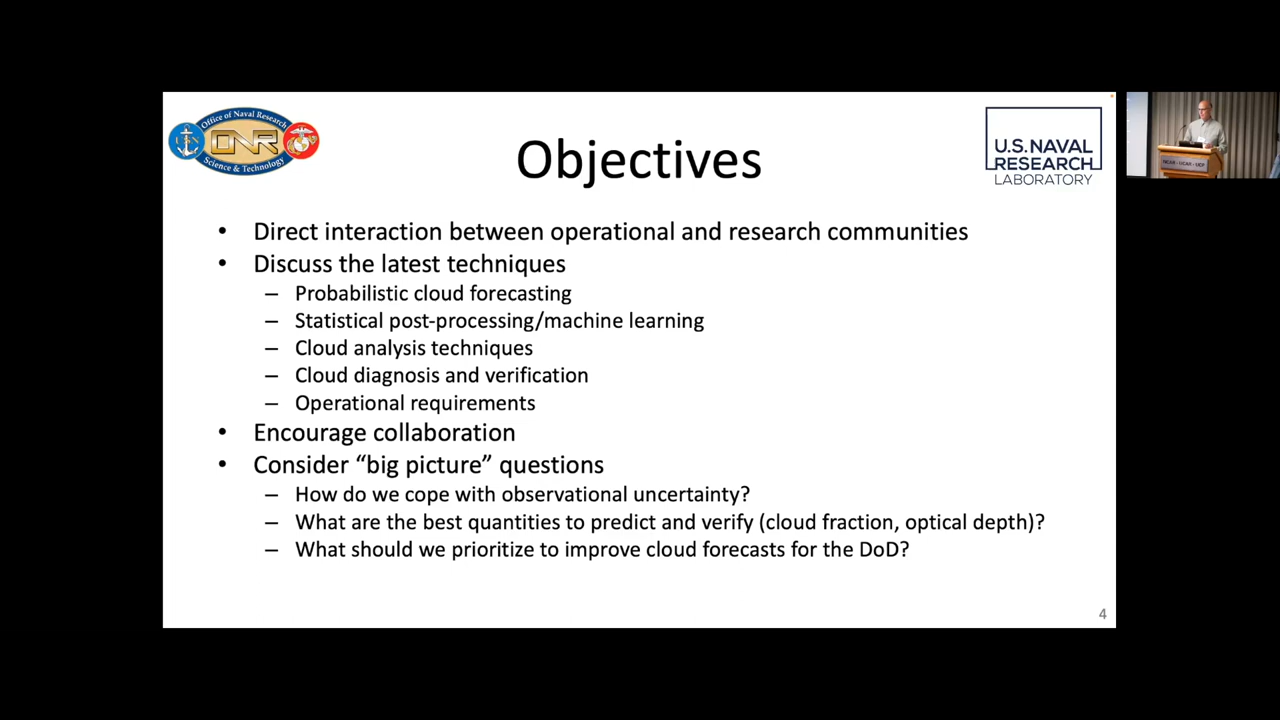 Office of Naval Research
ONR
Science & Technology
Objectives
U.S. NAVAL
RESEARCH
LABORATORY
• Direct interaction between operational and research communities
• Discuss the latest techniques
– Probabilistic cloud forecasting
– Statistical post-processing/machine learning
– Cloud analysis techniques
– Cloud diagnosis and verification
– Operational requirements
• Encourage collaboration
• Consider “big picture” questions
– How do we cope with observational uncertainty?
– What are the best quantities to predict and verify (cloud fraction, optical depth)?
– What should we prioritize to improve cloud forecasts for the DoD?
4
NCAR - UCAR - UCP